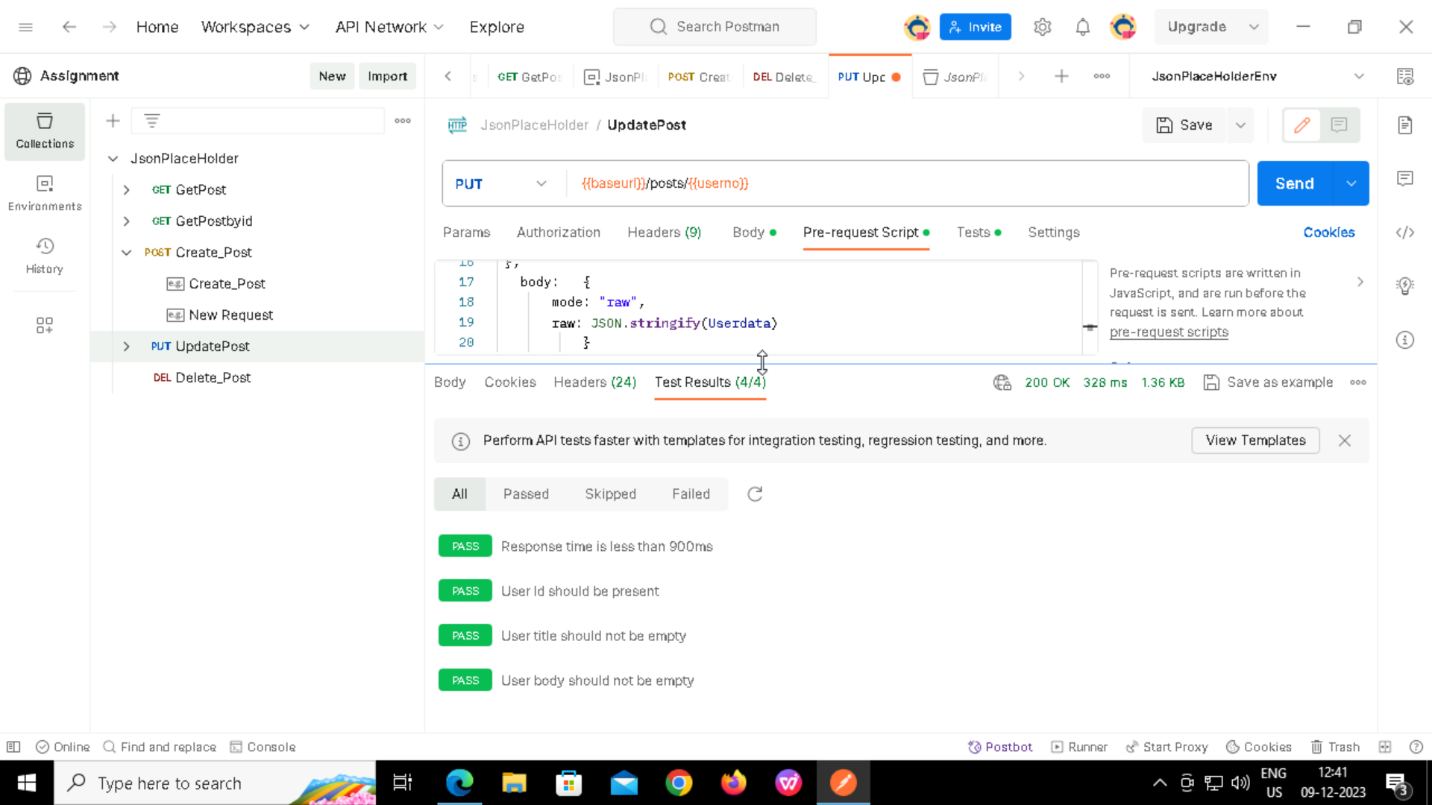 Home Workspaces API Network Explore Search Postman Invite Upgrade
Assignment New Import GET GetPos JsonPl POST Creat DEL Delete_ PUT Upc JsonPl JsonPlaceHolderEnv
Collections
Environments
History
JsonPlaceHolder
GET GetPost
GET GetPostbyid
POST Create_Post
e.g. Create_Post
e.g. New Request
PUT UpdatePost
DEL Delete_Post
HTTP JsonPlaceHolder / UpdatePost Save
PUT {{baseurl}}/posts/{{userno}} Send
Params Authorization Headers (9) Body Pre-request Script Tests Settings Cookies
16 },
17 body: {
18 mode: "raw",
19 raw: JSON.stringify(Userdata)
20 }
Pre-request scripts are written in
JavaScript, and are run before the
request is sent. Learn more about
pre-request scripts
Body Cookies Headers (24) Test Results (4/4) 200 OK 328 ms 1.36 KB Save as example
Perform API tests faster with templates for integration testing, regression testing, and more. View Templates
All Passed Skipped Failed
PASS Response time is less than 900ms
PASS User Id should be present
PASS User title should not be empty
PASS User body should not be empty
Online Find and replace Console Postbot Runner Start Proxy Cookies Trash
Type here to search ENG US 12:41 09-12-2023 3